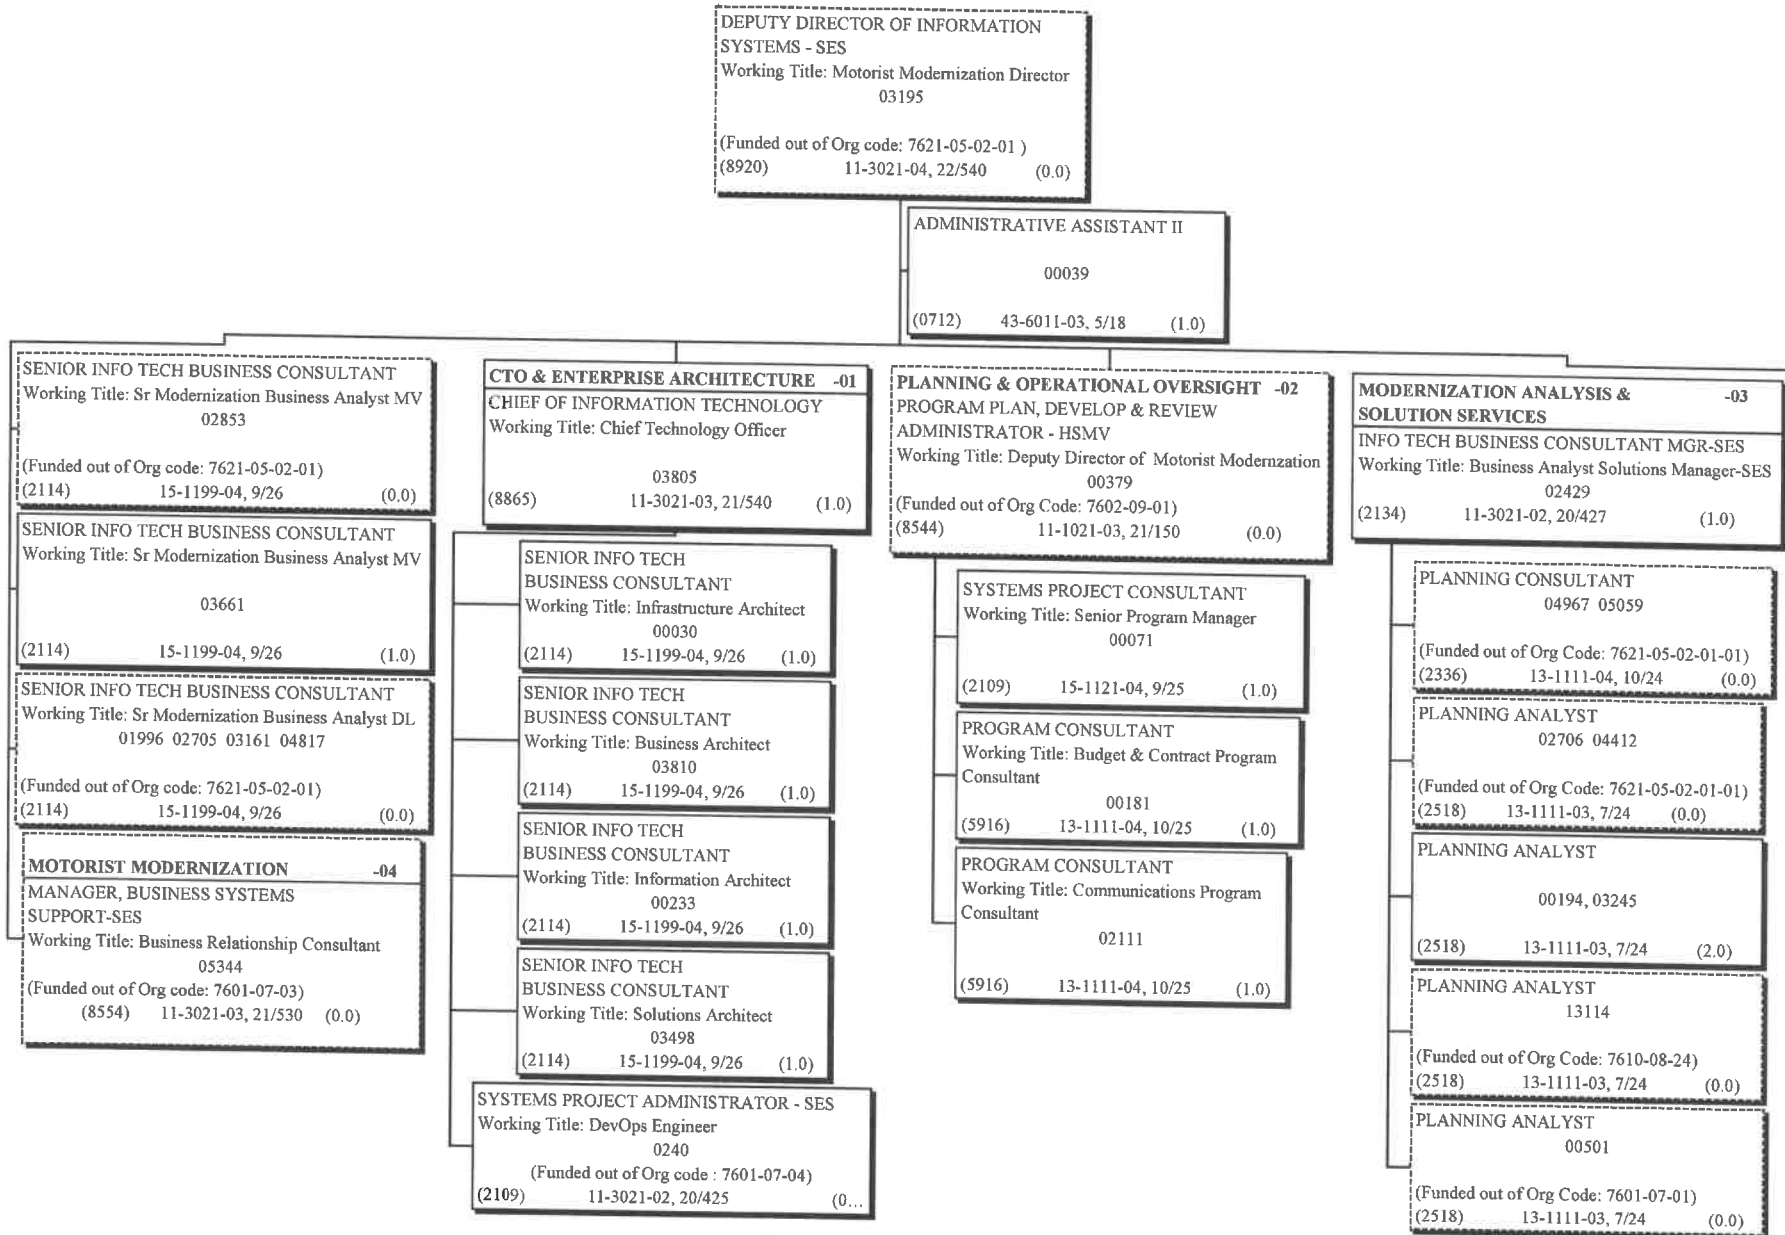 DEPUTY DIRECTOR OF INFORMATION
SYSTEMS - SES
Working Title: Motorist Modernization Director
03195
(Funded out of Org code: 7621-05-02-01 )
(8920) 11-3021-04, 22/540 (0.0)
ADMINISTRATIVE ASSISTANT II
00039
(0712) 43-6011-03, 5/18 (1.0)
SENIOR INFO TECH BUSINESS CONSULTANT
Working Title: Sr Modernization Business Analyst MV
02853
(Funded out of Org code: 7621-05-02-01)
(2114) 15-1199-04, 9/26 (0.0)
SENIOR INFO TECH BUSINESS CONSULTANT
Working Title: Sr Modernization Business Analyst MV
03661
(2114) 15-1199-04, 9/26 (1.0)
SENIOR INFO TECH BUSINESS CONSULTANT
Working Title: Sr Modernization Business Analyst DL
01996 02705 03161 04817
(Funded out of Org code: 7621-05-02-01)
(2114) 15-1199-04, 9/26 (0.0)
MOTORIST MODERNIZATION -04
MANAGER, BUSINESS SYSTEMS
SUPPORT-SES
Working Title: Business Relationship Consultant
05344
(Funded out of Org code: 7601-07-03)
(8554) 11-3021-03, 21/530 (0.0)
CTO & ENTERPRISE ARCHITECTURE -01
CHIEF OF INFORMATION TECHNOLOGY
Working Title: Chief Technology Officer
03805
(8865) 11-3021-03, 21/540 (1.0)
SENIOR INFO TECH
BUSINESS CONSULTANT
Working Title: Infrastructure Architect
00030
(2114) 15-1199-04, 9/26 (1.0)
SENIOR INFO TECH
BUSINESS CONSULTANT
Working Title: Business Architect
03810
(2114) 15-1199-04, 9/26 (1.0)
SENIOR INFO TECH
BUSINESS CONSULTANT
Working Title: Information Architect
00233
(2114) 15-1199-04, 9/26 (1.0)
SENIOR INFO TECH
BUSINESS CONSULTANT
Working Title: Solutions Architect
03498
(2114) 15-1199-04, 9/26 (1.0)
SYSTEMS PROJECT ADMINISTRATOR - SES
Working Title: DevOps Engineer
0240
(Funded out of Org code : 7601-07-04)
(2109) 11-3021-02, 20/425 (0...
PLANNING & OPERATIONAL OVERSIGHT -02
PROGRAM PLAN, DEVELOP & REVIEW
ADMINISTRATOR - HSMV
Working Title: Deputy Director of Motorist Modernzation
00379
(Funded out of Org Code: 7602-09-01)
(8544) 11-1021-03, 21/150 (0.0)
SYSTEMS PROJECT CONSULTANT
Working Title: Senior Program Manager
00071
(2109) 15-1121-04, 9/25 (1.0)
PROGRAM CONSULTANT
Working Title: Budget & Contract Program
Consultant
00181
(5916) 13-1111-04, 10/25 (1.0)
PROGRAM CONSULTANT
Working Title: Communications Program
Consultant
02111
(5916) 13-1111-04, 10/25 (1.0)
MODERNIZATION ANALYSIS & -03
SOLUTION SERVICES
INFO TECH BUSINESS CONSULTANT MGR-SES
Working Title: Business Analyst Solutions Manager-SES
02429
(2134) 11-3021-02, 20/427 (1.0)
PLANNING CONSULTANT
04967 05059
(Funded out of Org Code: 7621-05-02-01-01)
(2336) 13-1111-04, 10/24 (0.0)
PLANNING ANALYST
02706 04412
(Funded out of Org Code: 7621-05-02-01-01)
(2518) 13-1111-03, 7/24 (0.0)
PLANNING ANALYST
00194, 03245
(2518) 13-1111-03, 7/24 (2.0)
PLANNING ANALYST
13114
(Funded out of Org Code: 7610-08-24)
(2518) 13-1111-03, 7/24 (0.0)
PLANNING ANALYST
00501
(Funded out of Org Code: 7601-07-01)
(2518) 13-1111-03, 7/24 (0.0)